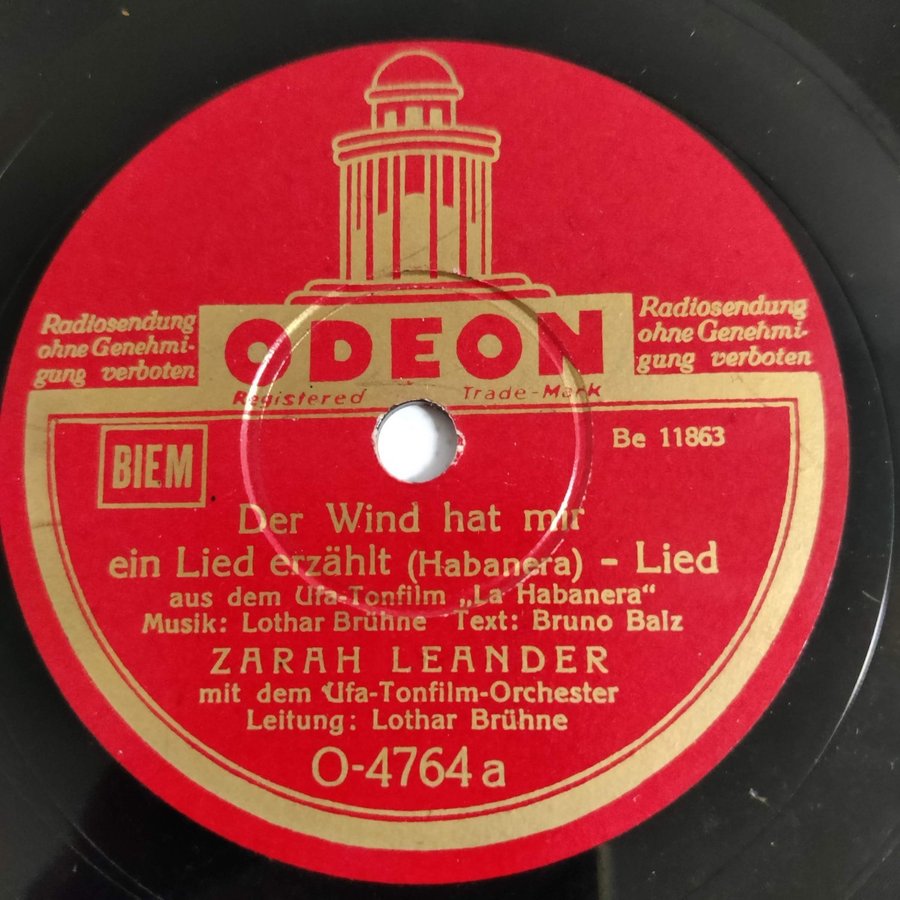 Radiosendung
ohne Genehmi-
gung verboten
ODEON
Radiosendung
ohne Genehmi-
gung verboten
Registered Trade-Mark
BIEM
Be 11863
Der Wind hat mir
ein Lied erzählt (Habanera) - Lied
aus dem Ufa-Tonfilm „La Habanera“
Musik: Lothar Brühne Text: Bruno Balz
ZARAH LEANDER
mit dem Ufa-Tonfilm-Orchester
Leitung: Lothar Brühne
O-4764 a